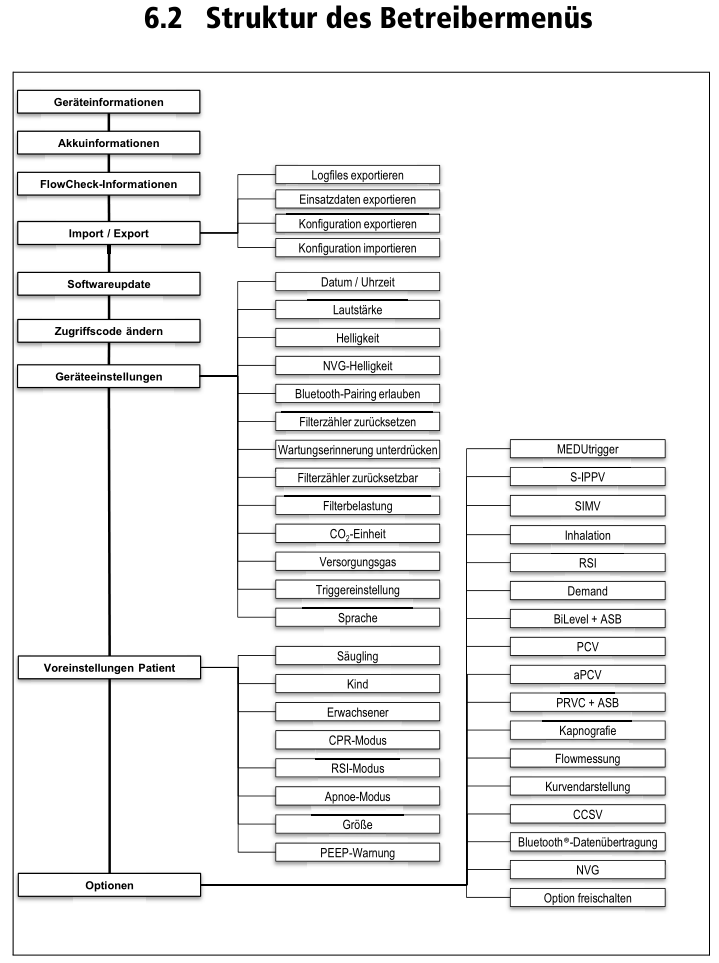 6.2 Struktur des Betreibermenüs
Geräteinformationen
Akkuinformationen
FlowCheck-Informationen
Import / Export
Logfiles exportieren
Einsatzdaten exportieren
Konfiguration exportieren
Konfiguration importieren
Softwareupdate
Zugriffscode ändern
Geräteeinstellungen
Datum / Uhrzeit
Lautstärke
Helligkeit
NVG-Helligkeit
Bluetooth-Pairing erlauben
Filterzähler zurücksetzen
Wartungserinnerung unterdrücken
Filterzähler zurücksetzbar
Filterbelastung
CO₂-Einheit
Versorgungsgas
Triggereinstellung
Sprache
Voreinstellungen Patient
Säugling
Kind
Erwachsener
CPR-Modus
RSI-Modus
Apnoe-Modus
Größe
PEEP-Warnung
Optionen
MEDUtrigger
S-IPPV
SIMV
Inhalation
RSI
Demand
BiLevel + ASB
PCV
aPCV
PRVC + ASB
Kapnografie
Flowmessung
Kurvendarstellung
CCSV
Bluetooth®-Datenübertragung
NVG
Option freischalten